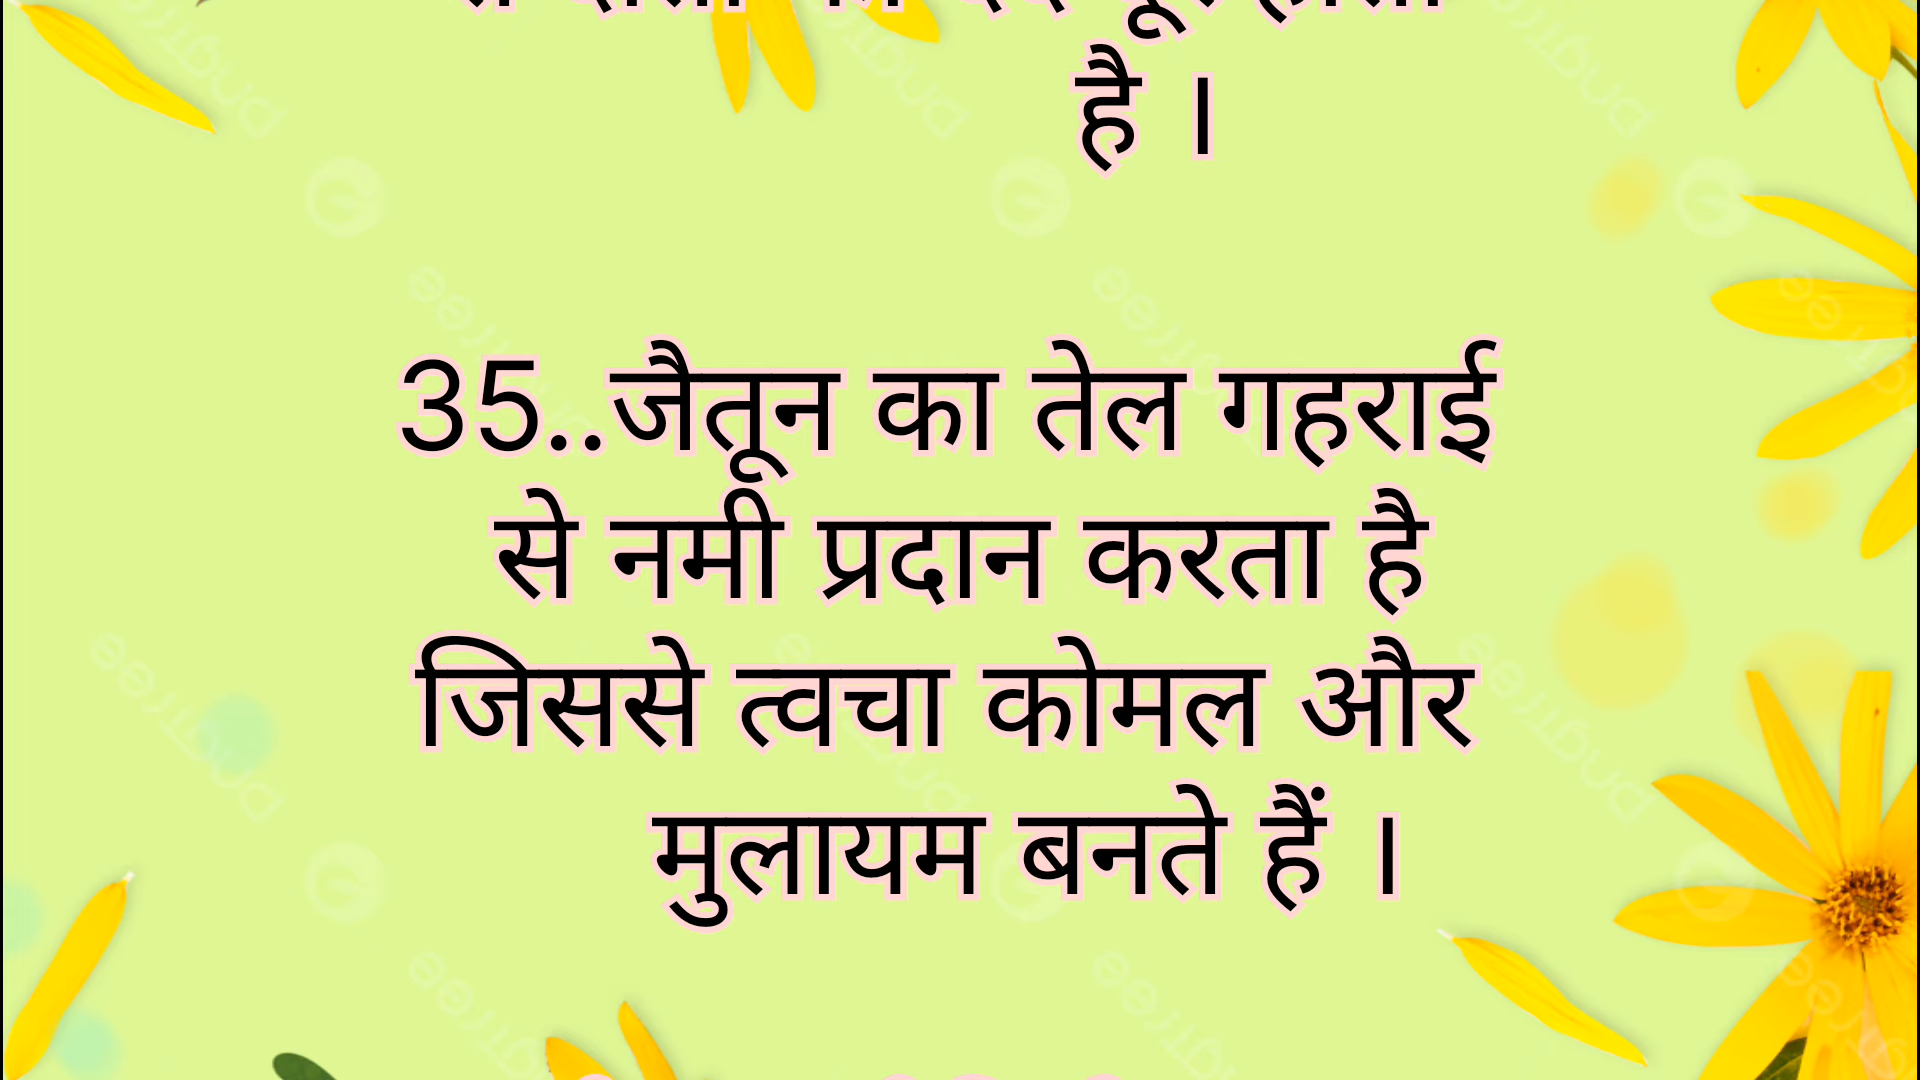 है ।
35..जैतून का तेल गहराई
से नमी प्रदान करता है
जिससे त्वचा कोमल और
मुलायम बनते हैं ।